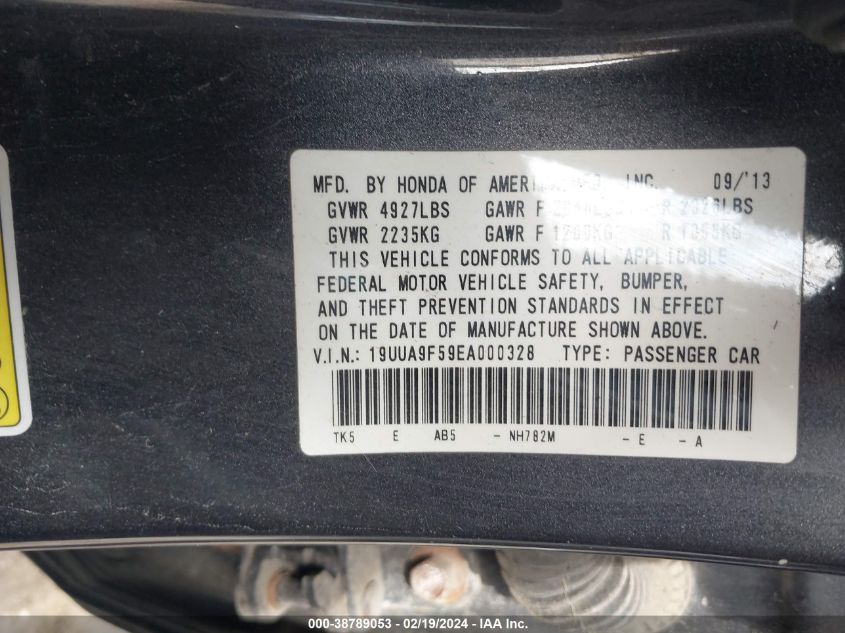 MFD. BY HONDA OF INC. 09/'13
GVWR 4927LBS GAWR F R 2326LBS
GVWR 2235KG GAWR F 1280KG R
THIS VEHICLE CONFORMS TO ALL APPLICABLE
FEDERAL MOTOR VEHICLE SAFETY, BUMPER,
AND THEFT PREVENTION STANDARDS IN EFFECT
ON THE DATE OF MANUFACTURE SHOWN ABOVE.
V.I.N.: 19UUA9F59EA000328 TYPE: PASSENGER CAR
TK5 E AB5 - NH782M - E - A
000-38789053 - 02/19/2024 - IAA Inc.